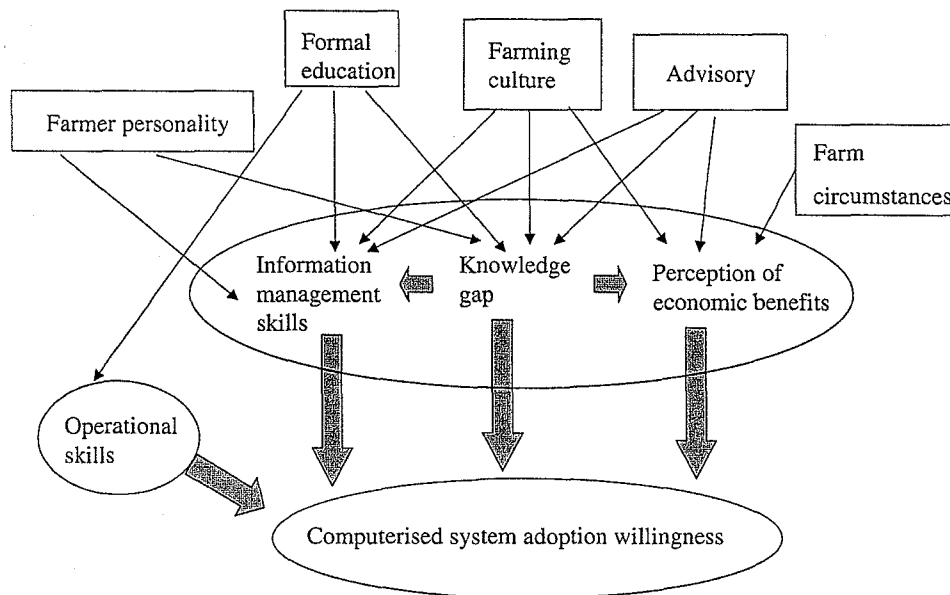 Formal
education
Farming
culture
Advisory
Farmer personality
Farm
circumstances
Information
management
skills
Knowledge
gap
Perception of
economic benefits
Operational
skills
Computerised system adoption willingness